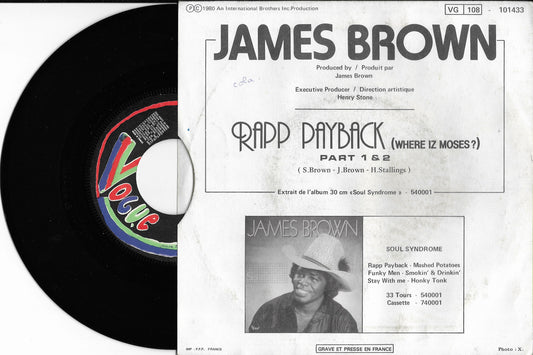 ℗ © 1980 An International Brothers Inc. Production
VG 108 - 101433
JAMES BROWN
Produced by / Produit par
James Brown
Executive Producer / Direction artistique
Henry Stone
RAPP PAYBACK (WHERE IZ MOSES?)
PART 1 & 2
( S.Brown - J.Brown - H.Stallings )
Extrait de l'album 30 cm «Soul Syndrome » - 540001
JAMES BROWN
SOUL SYNDROME
Rapp Payback - Mashed Potatoes
Funky Men - Smokin' & Drinkin'
Stay With me - Honky Tonk
33 Tours - 540001
Cassette - 740001
IMP - P.P.F. FRANCE
GRAVE ET PRESSE EN FRANCE
Photo : X.
VOGUE